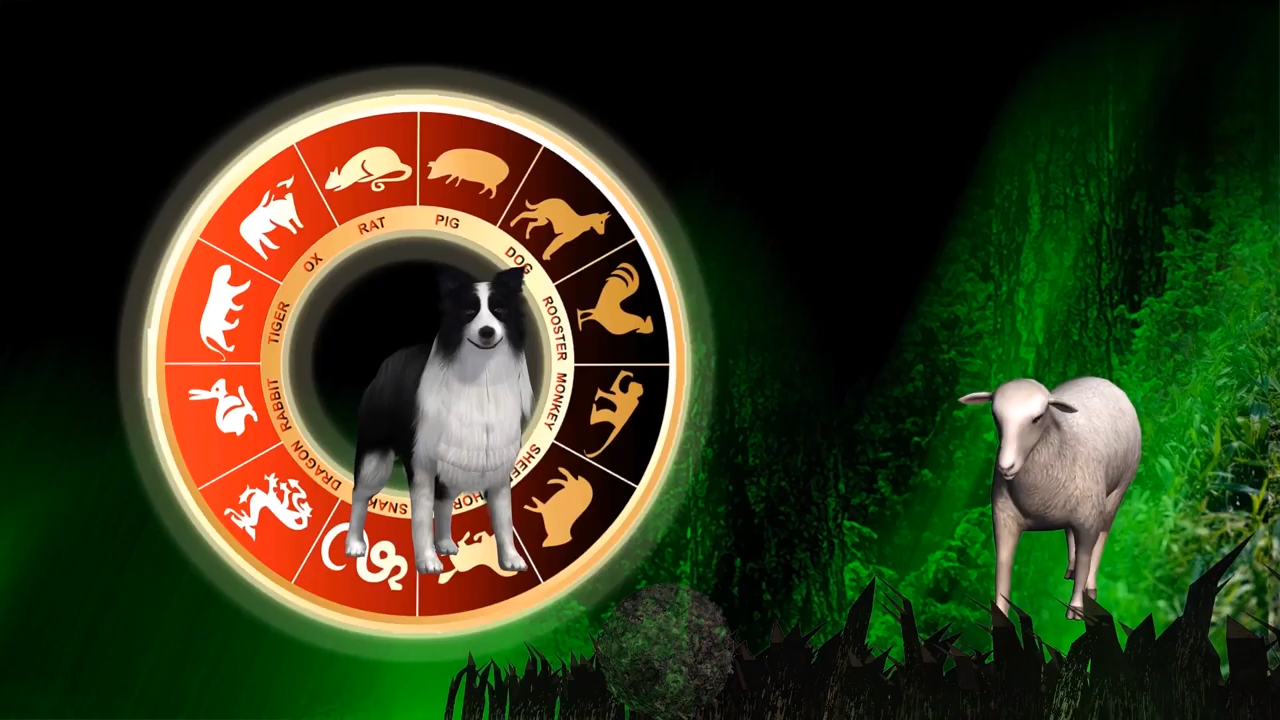 RAT
PIG
DOG
ROOSTER
MONKEY
DRAGON
RABBIT
TIGER
OX